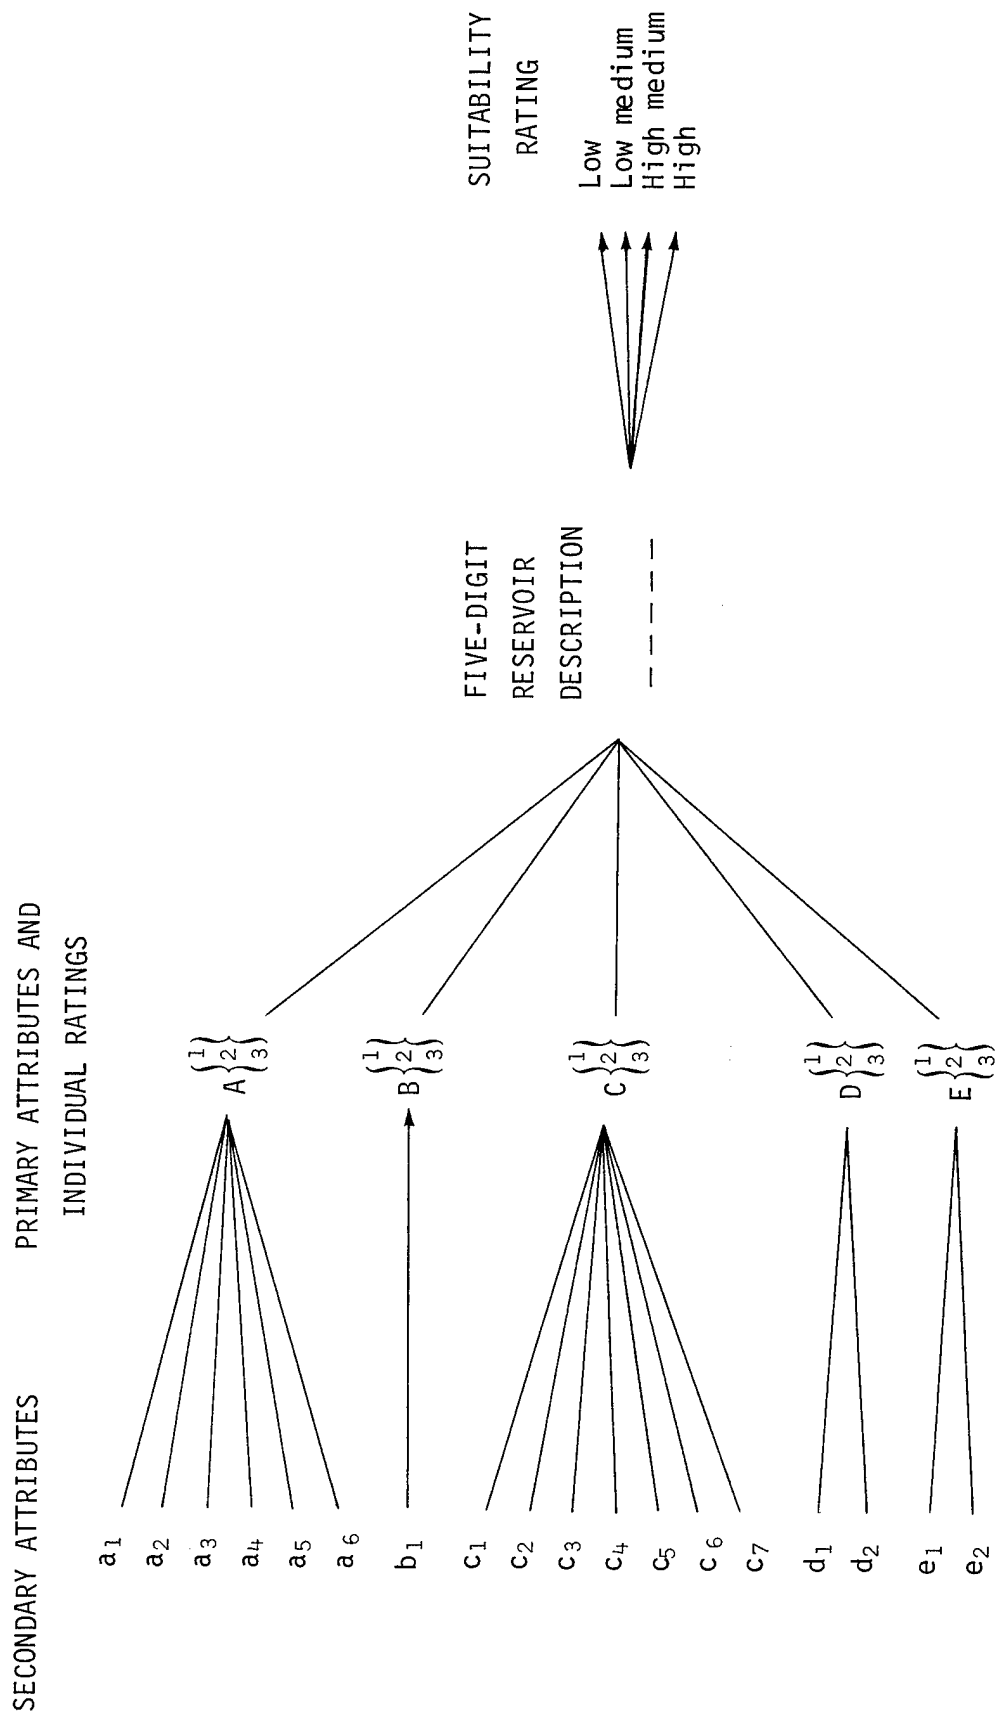 SECONDARY ATTRIBUTES
a1
a2
a3
a4
a5
a6
b1
c1
c2
c3
c4
c5
c6
c7
d1
d2
e1
e2
PRIMARY ATTRIBUTES AND
INDIVIDUAL RATINGS
A {1
2
3}
B {1
2
3}
C {1
2
3}
D {1
2
3}
E {1
2
3}
FIVE-DIGIT
RESERVOIR
DESCRIPTION
— — — — —
SUITABILITY
RATING
Low
Low medium
High medium
High